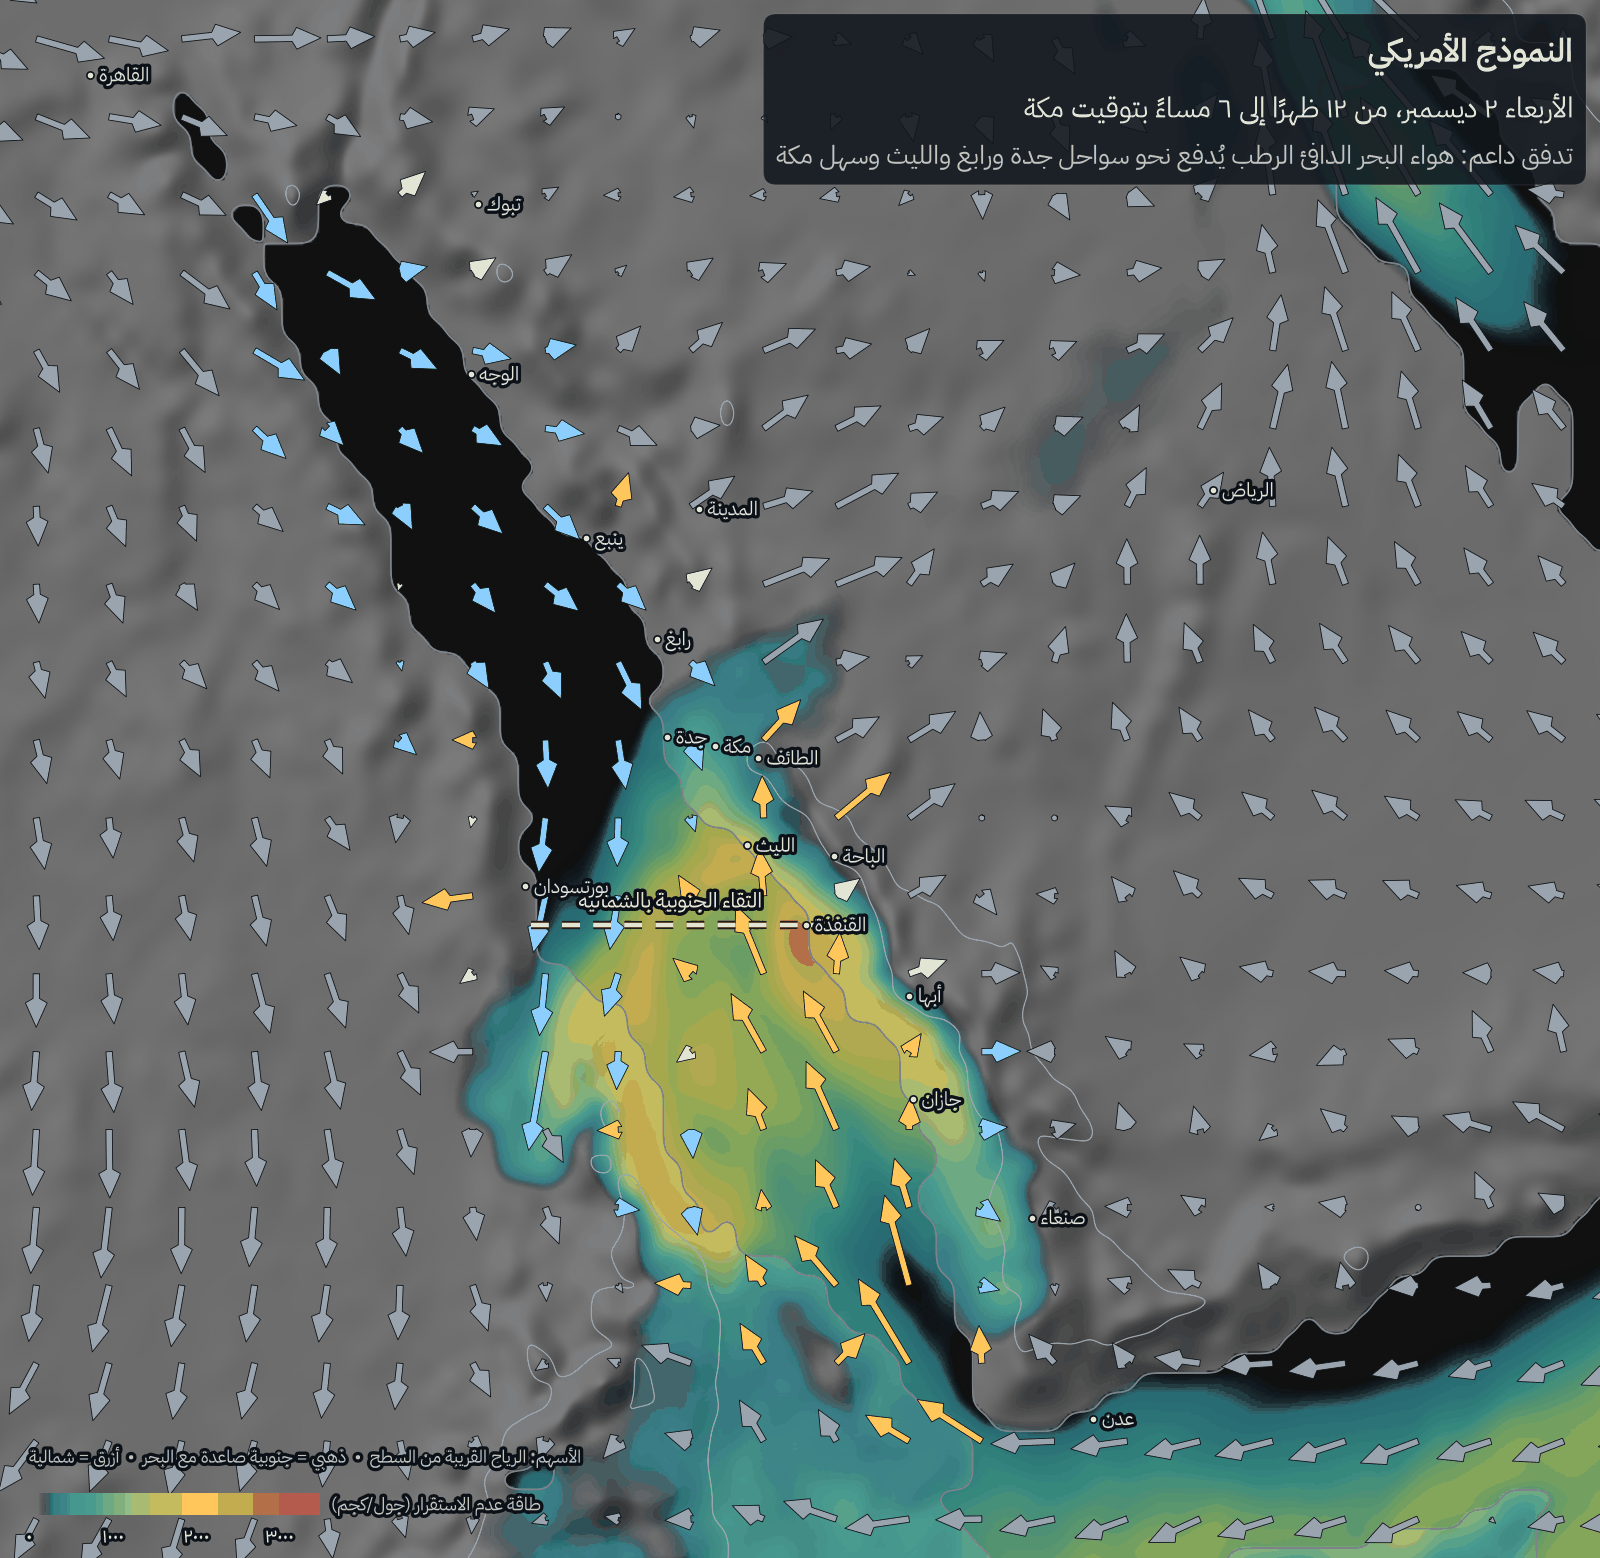 النموذج الأمريكي
الأربعاء ٢ ديسمبر، من ١٢ ظهرًا إلى ٦ مساءً بتوقيت مكة
تدفق داعم: هواء البحر الدافئ الرطب يُدفع نحو سواحل جدة ورابغ والليث وسهل مكة
القاهرة
تبوك
الوجه
الرياض
المدينة
ينبع
رابغ
جدة
مكة
الطائف
الليث
الباحة
بورتسودان
التقاء الجنوبية بالشمالية
القنفذة
أبها
جازان
صنعاء
عدن
الأسهم: الرياح القريبة من السطح • ذهبي = جنوبية صاعدة مع البحر • أزرق = شمالية
طاقة عدم الاستقرار (جول/كجم)
٠ ١٠٠٠ ٢٠٠٠ ٣٠٠٠